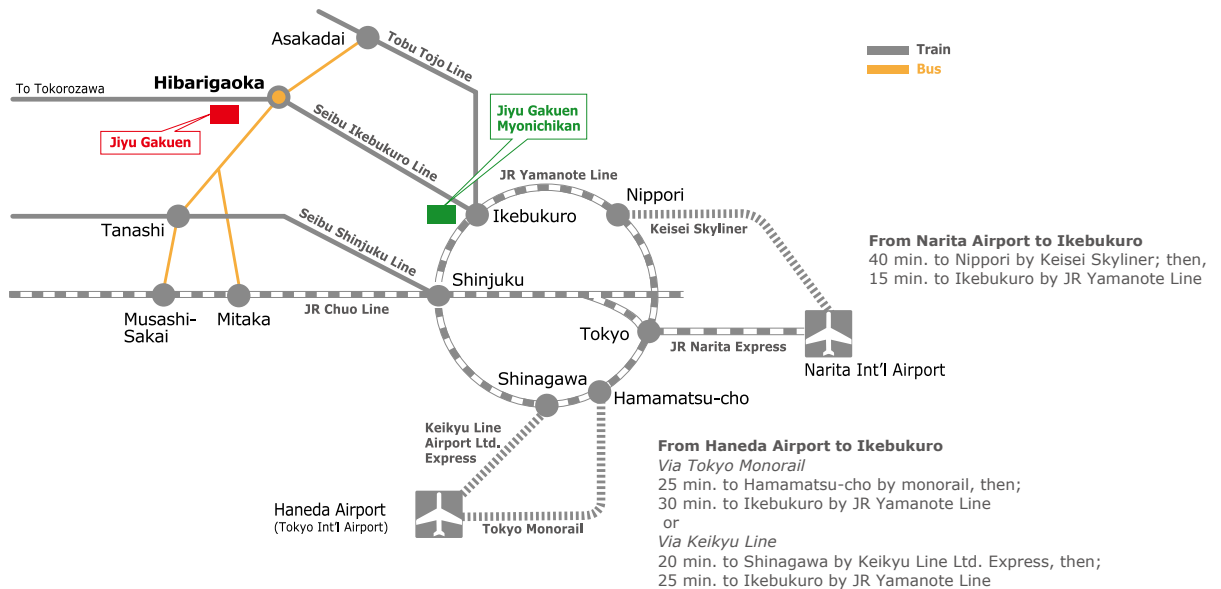 Asakadai
Tobu Tojo Line
Train
Bus
Hibarigaoka
To Tokorozawa
Jiyu Gakuen
Jiyu Gakuen
Myonichikan
Seibu Ikebukuro Line
JR Yamanote Line
Nippori
Ikebukuro
Keisei Skyliner
Tanashi
Seibu Shinjuku Line
From Narita Airport to Ikebukuro
40 min. to Nippori by Keisei Skyliner; then,
15 min. to Ikebukuro by JR Yamanote Line
Shinjuku
Musashi-
Sakai
Mitaka
JR Chuo Line
Tokyo
JR Narita Express
Narita Int'l Airport
Shinagawa
Hamamatsu-cho
Keikyu Line
Airport Ltd.
Express
Haneda Airport
(Tokyo Int'l Airport)
Tokyo Monorail
From Haneda Airport to Ikebukuro
Via Tokyo Monorail
25 min. to Hamamatsu-cho by monorail, then;
30 min. to Ikebukuro by JR Yamanote Line
or
Via Keikyu Line
20 min. to Shinagawa by Keikyu Line Ltd. Express, then;
25 min. to Ikebukuro by JR Yamanote Line